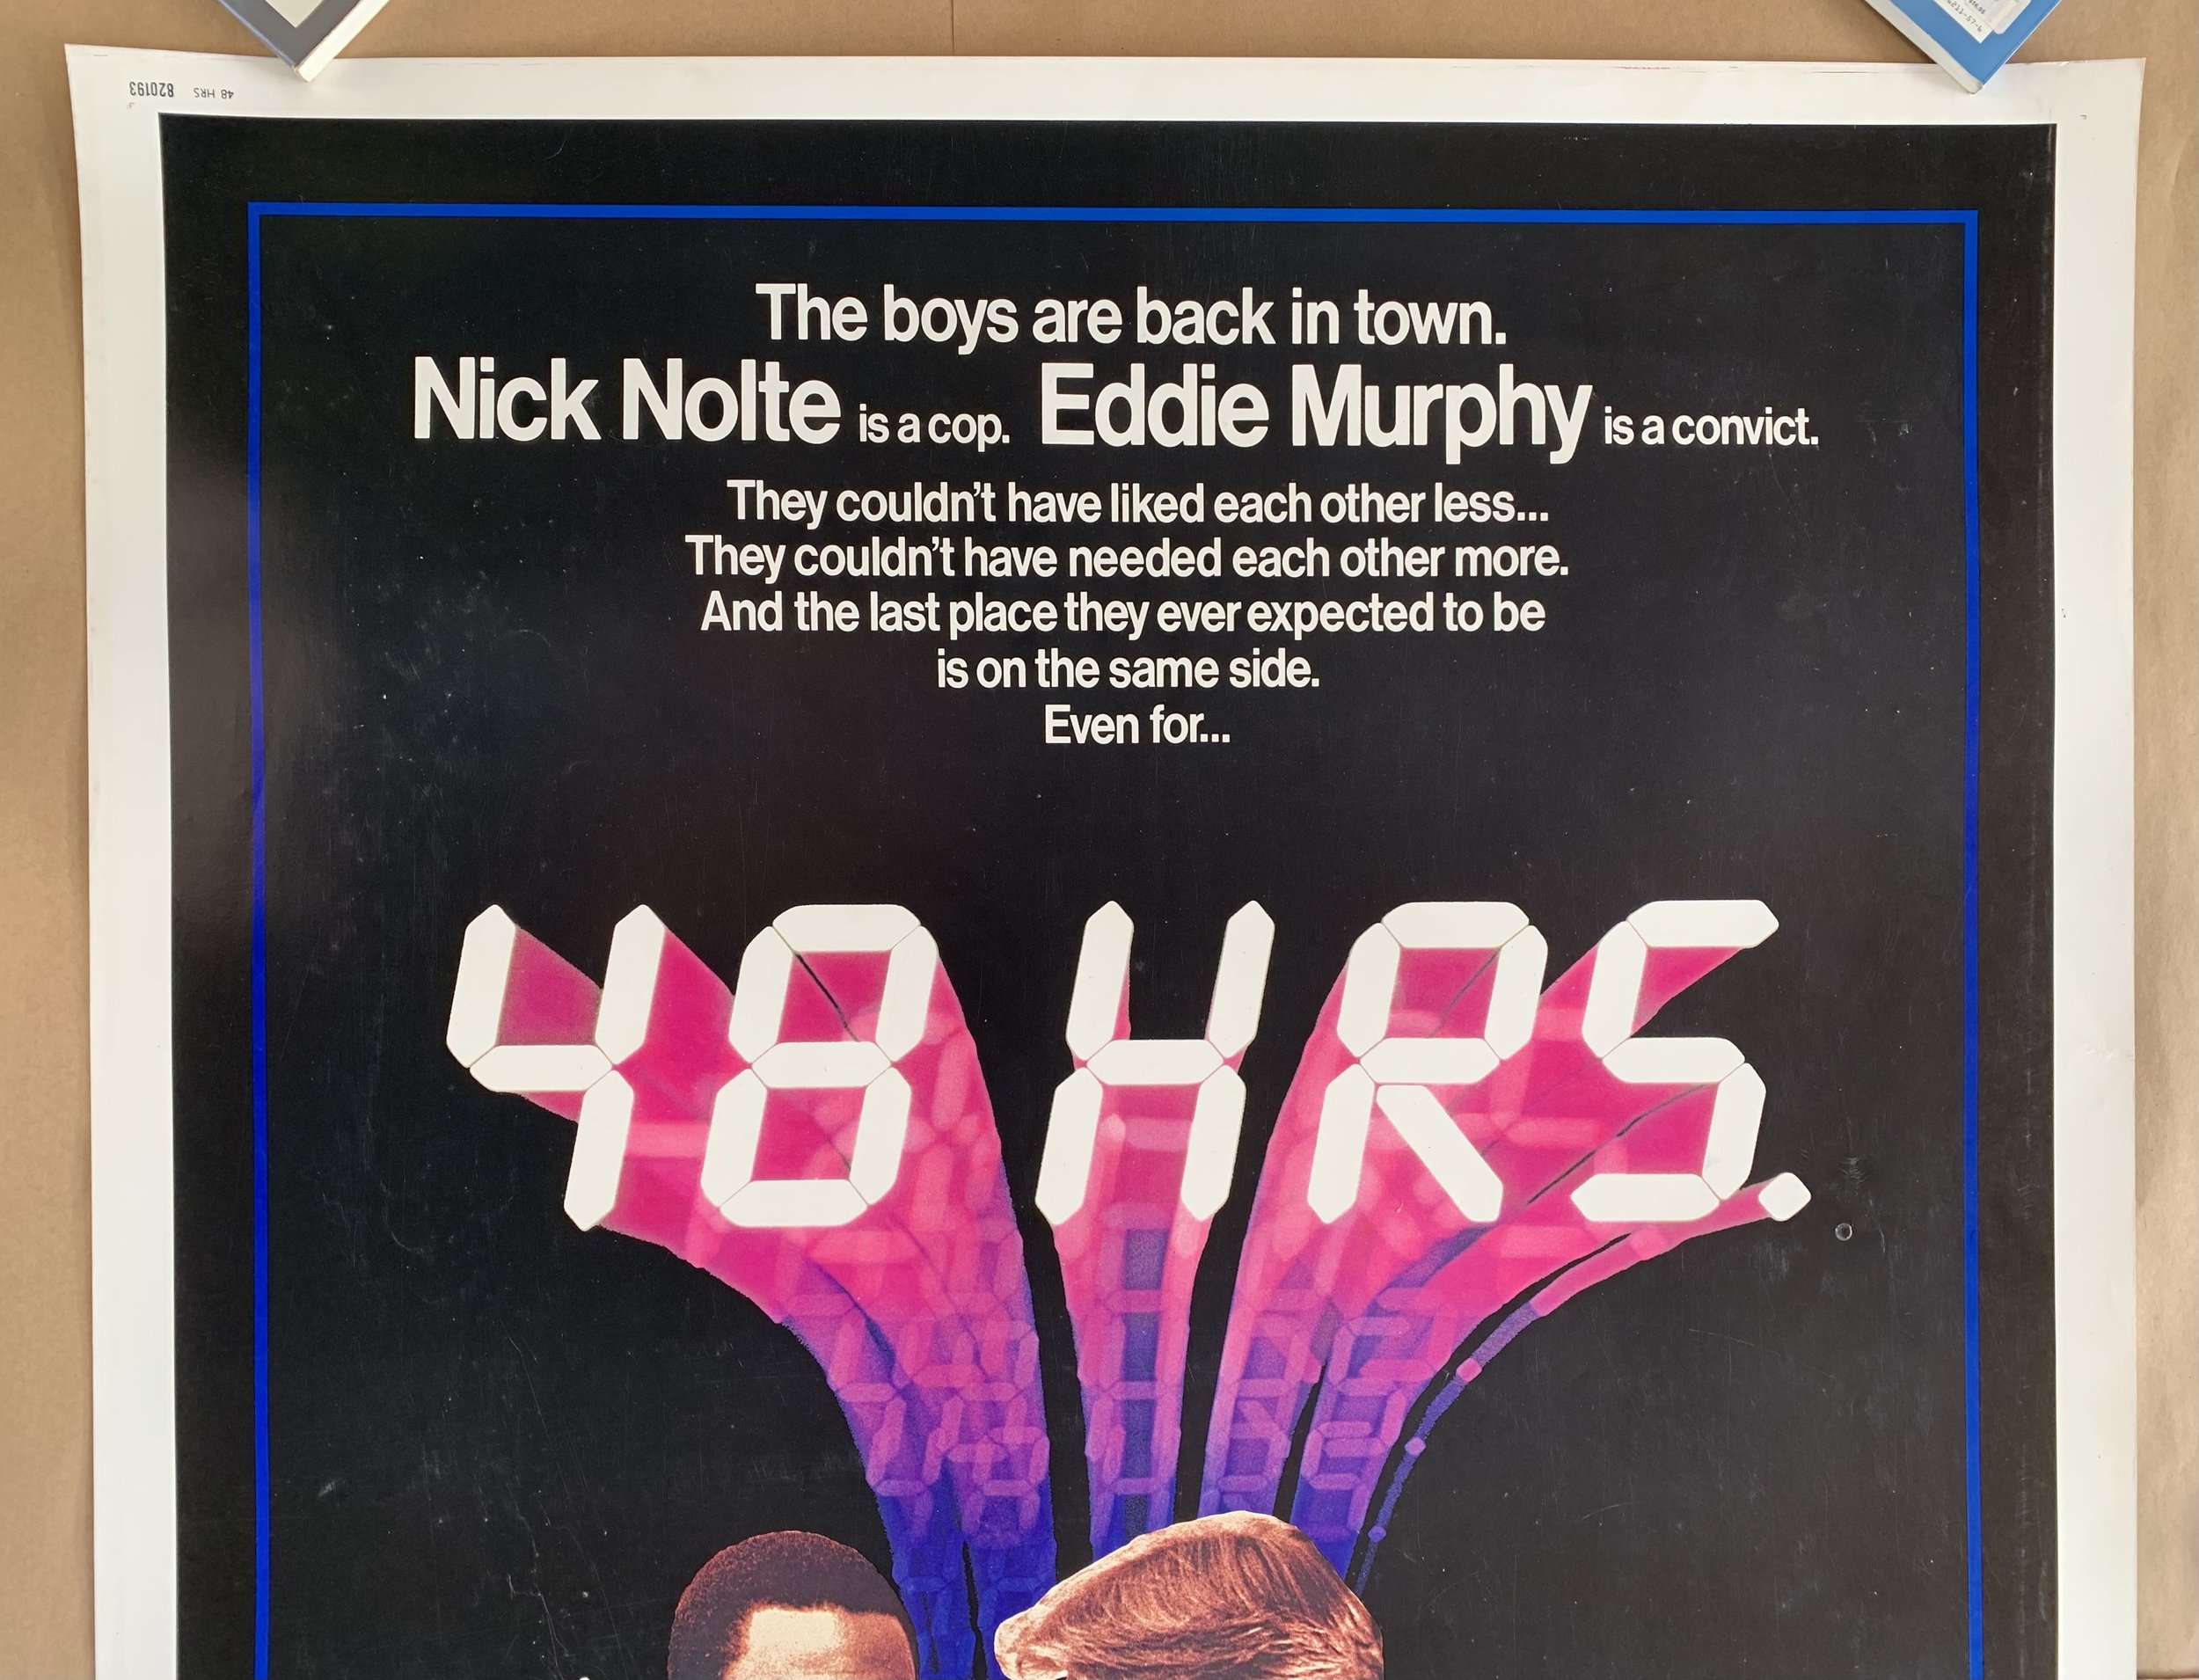 820193 48 HRS
The boys are back in town.
Nick Nolte is a cop. Eddie Murphy is a convict.
They couldn't have liked each other less...
They couldn't have needed each other more.
And the last place they ever expected to be
is on the same side.
Even for...
48 HRS.